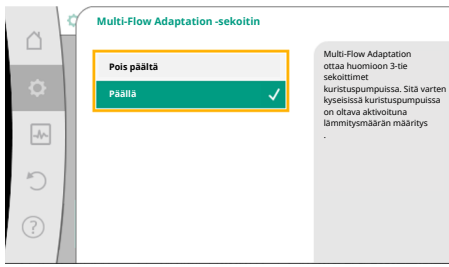 Multi-Flow Adaptation -sekoitin
Pois päältä
Päällä
Multi-Flow Adaptation
ottaa huomioon 3-tie
sekoittimet
kuristuspumpuissa. Sitä varten
kyseisissä kuristuspumpuissa
on oltava aktivoituna
lämmitysmäärän määritys
.